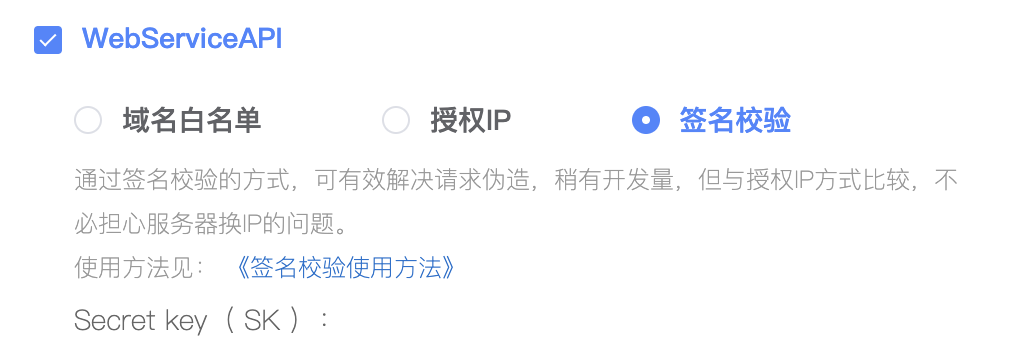 WebServiceAPI
域名白名单 授权IP 签名校验
通过签名校验的方式，可有效解决请求伪造，稍有开发量，但与授权IP方式比较，不
必担心服务器换IP的问题。
使用方法见： 《签名校验使用方法》
Secret key（ SK ）：